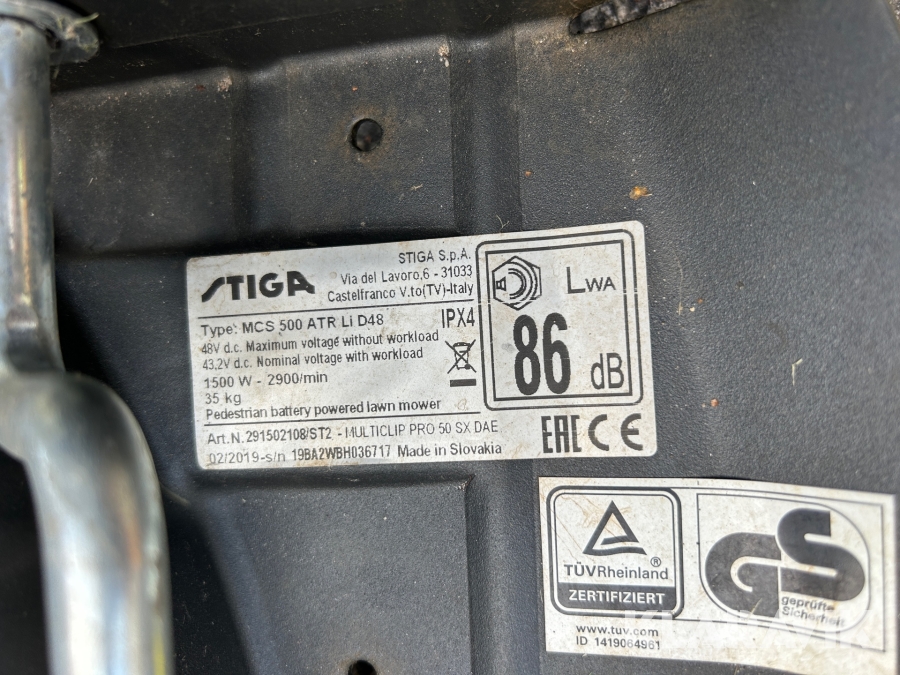 STIGA
STIGA S.p.A.
Via del Lavoro,6 - 31033
Castelfranco V.to(TV)-Italy
Type: MCS 500 ATR Li D48
IPX4
48V d.c. Maximum voltage without workload
43,2V d.c. Nominal voltage with workload
1500 W - 2900/min
35 kg
Pedestrian battery powered lawn mower
LWA
86 dB
Art.N.291502108/ST2 - MULTICLIP PRO 50 SX DAE
02/2019-s/n 19BA2WBH036717 Made in Slovakia
EAC CE
TÜVRheinland®
ZERTIFIZIERT
GS
geprüfte
Sicherheit
www.tuv.com
ID 1419064961